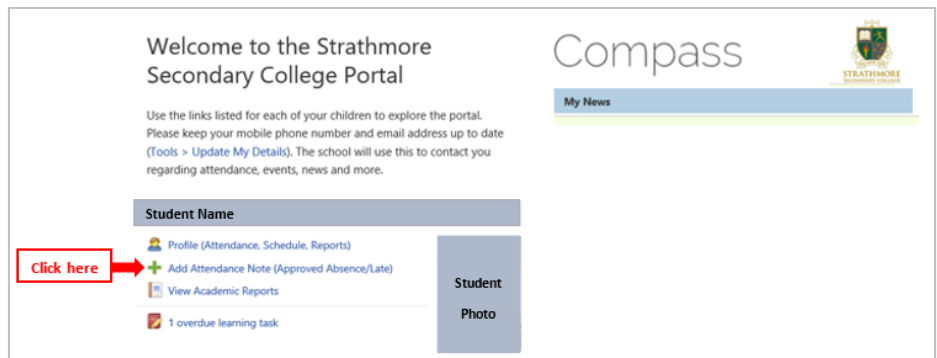 Welcome to the Strathmore
Secondary College Portal
Use the links listed for each of your children to explore the portal.
Please keep your mobile phone number and email address up to date
(Tools > Update My Details). The school will use this to contact you
regarding attendance, events, news and more.
Student Name
Profile (Attendance, Schedule, Reports)
Click here
Add Attendance Note (Approved Absence/Late)
View Academic Reports
1 overdue learning task
Student
Photo
Compass
STRATHMORE
SECONDARY COLLEGE
My News